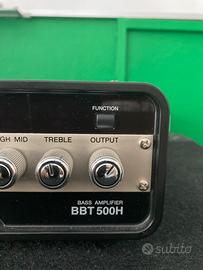 FUNCTION
GH MID TREBLE OUTPUT
BASS AMPLIFIER
BBT 500H
subito